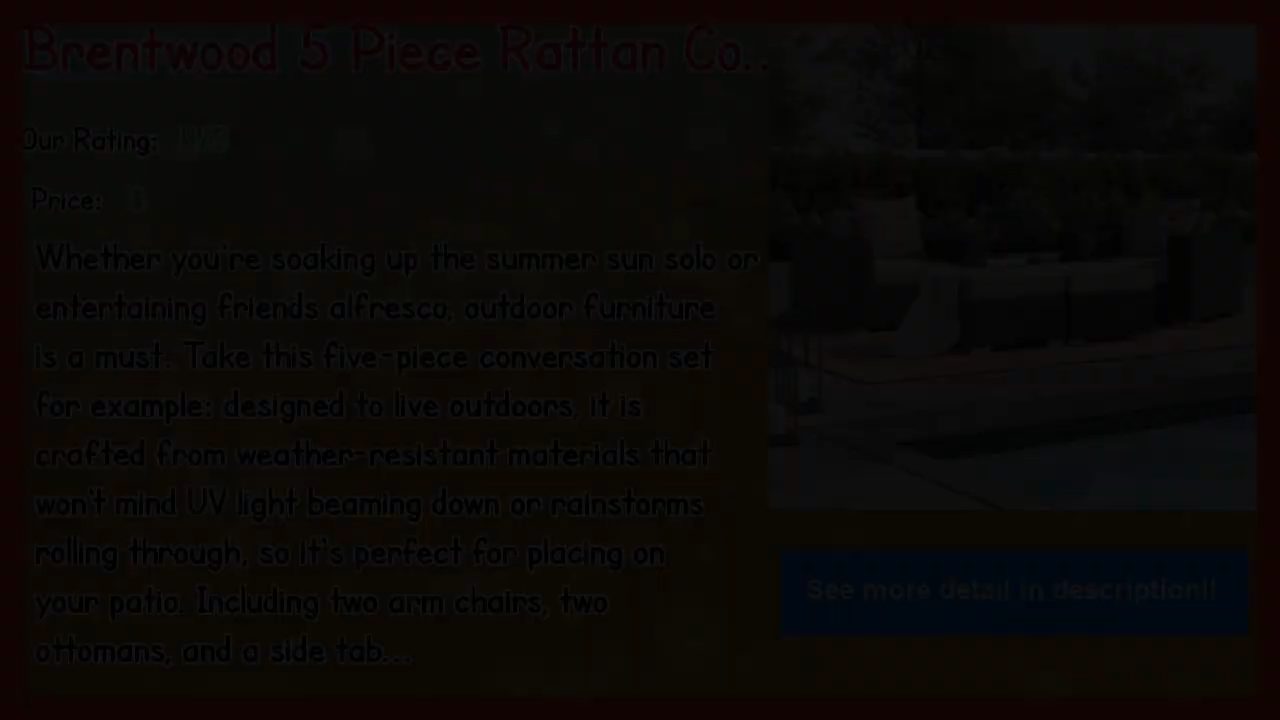 Brentwood 5 Piece Rattan Co..
Our Rating:
Price:
Whether you're soaking up the summer sun solo or
entertaining friends alfresco, outdoor furniture
is a must. Take this five-piece conversation set
for example: designed to live outdoors, it is
crafted from weather-resistant materials that
won't mind UV light beaming down or rainstorms
rolling through, so it's perfect for placing on
your patio. Including two arm chairs, two
ottomans, and a side tab...
See more detail in description!!